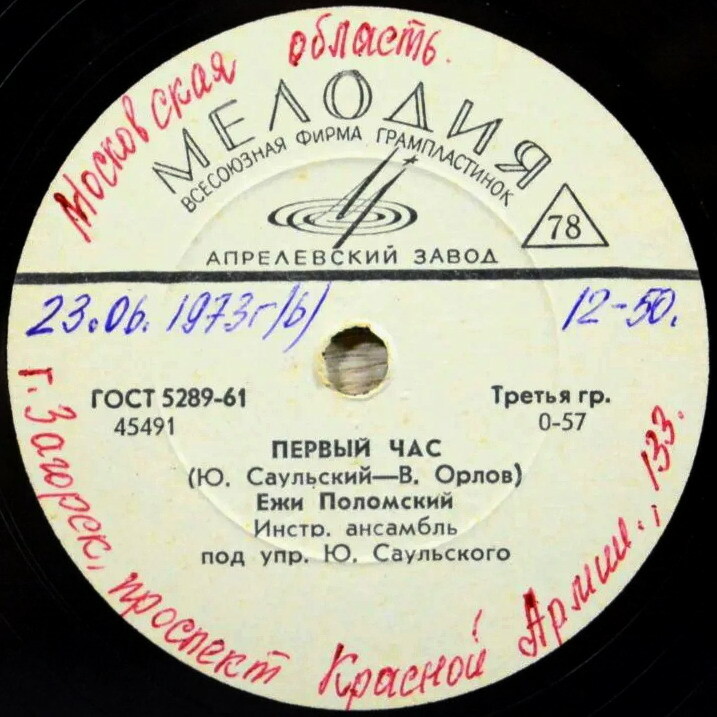 Московская область.
МЕЛОДИЯ
ВСЕСОЮЗНАЯ ФИРМА ГРАМПЛАСТИНОК
78
АПРЕЛЕВСКИЙ ЗАВОД
23.06.1973г(в) 12-50.
ГОСТ 5289-61 Третья гр.
45491 0-57
ПЕРВЫЙ ЧАС
(Ю. Саульский—В. Орлов)
Ежи Поломский
Инстр. ансамбль
под упр. Ю. Саульского
г. Загорск, проспект Красной Армии., 133.